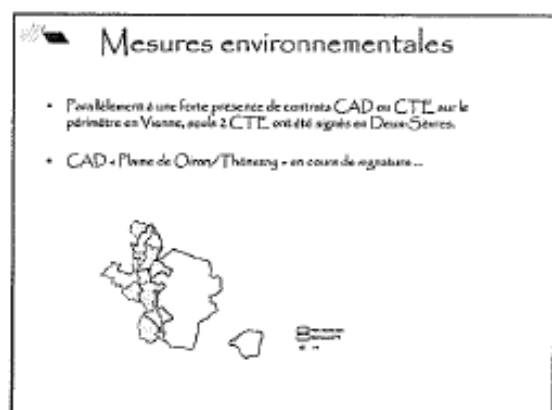 Mesures environnementales
• Parallèlement à une forte présence de contrats CAD ou CTE sur le
périmètre en Vienne, seuls 2 CTE ont été signés en Deux-Sèvres.
• CAD « Plaine de Oiron/Thénezay » en cours de signature ...